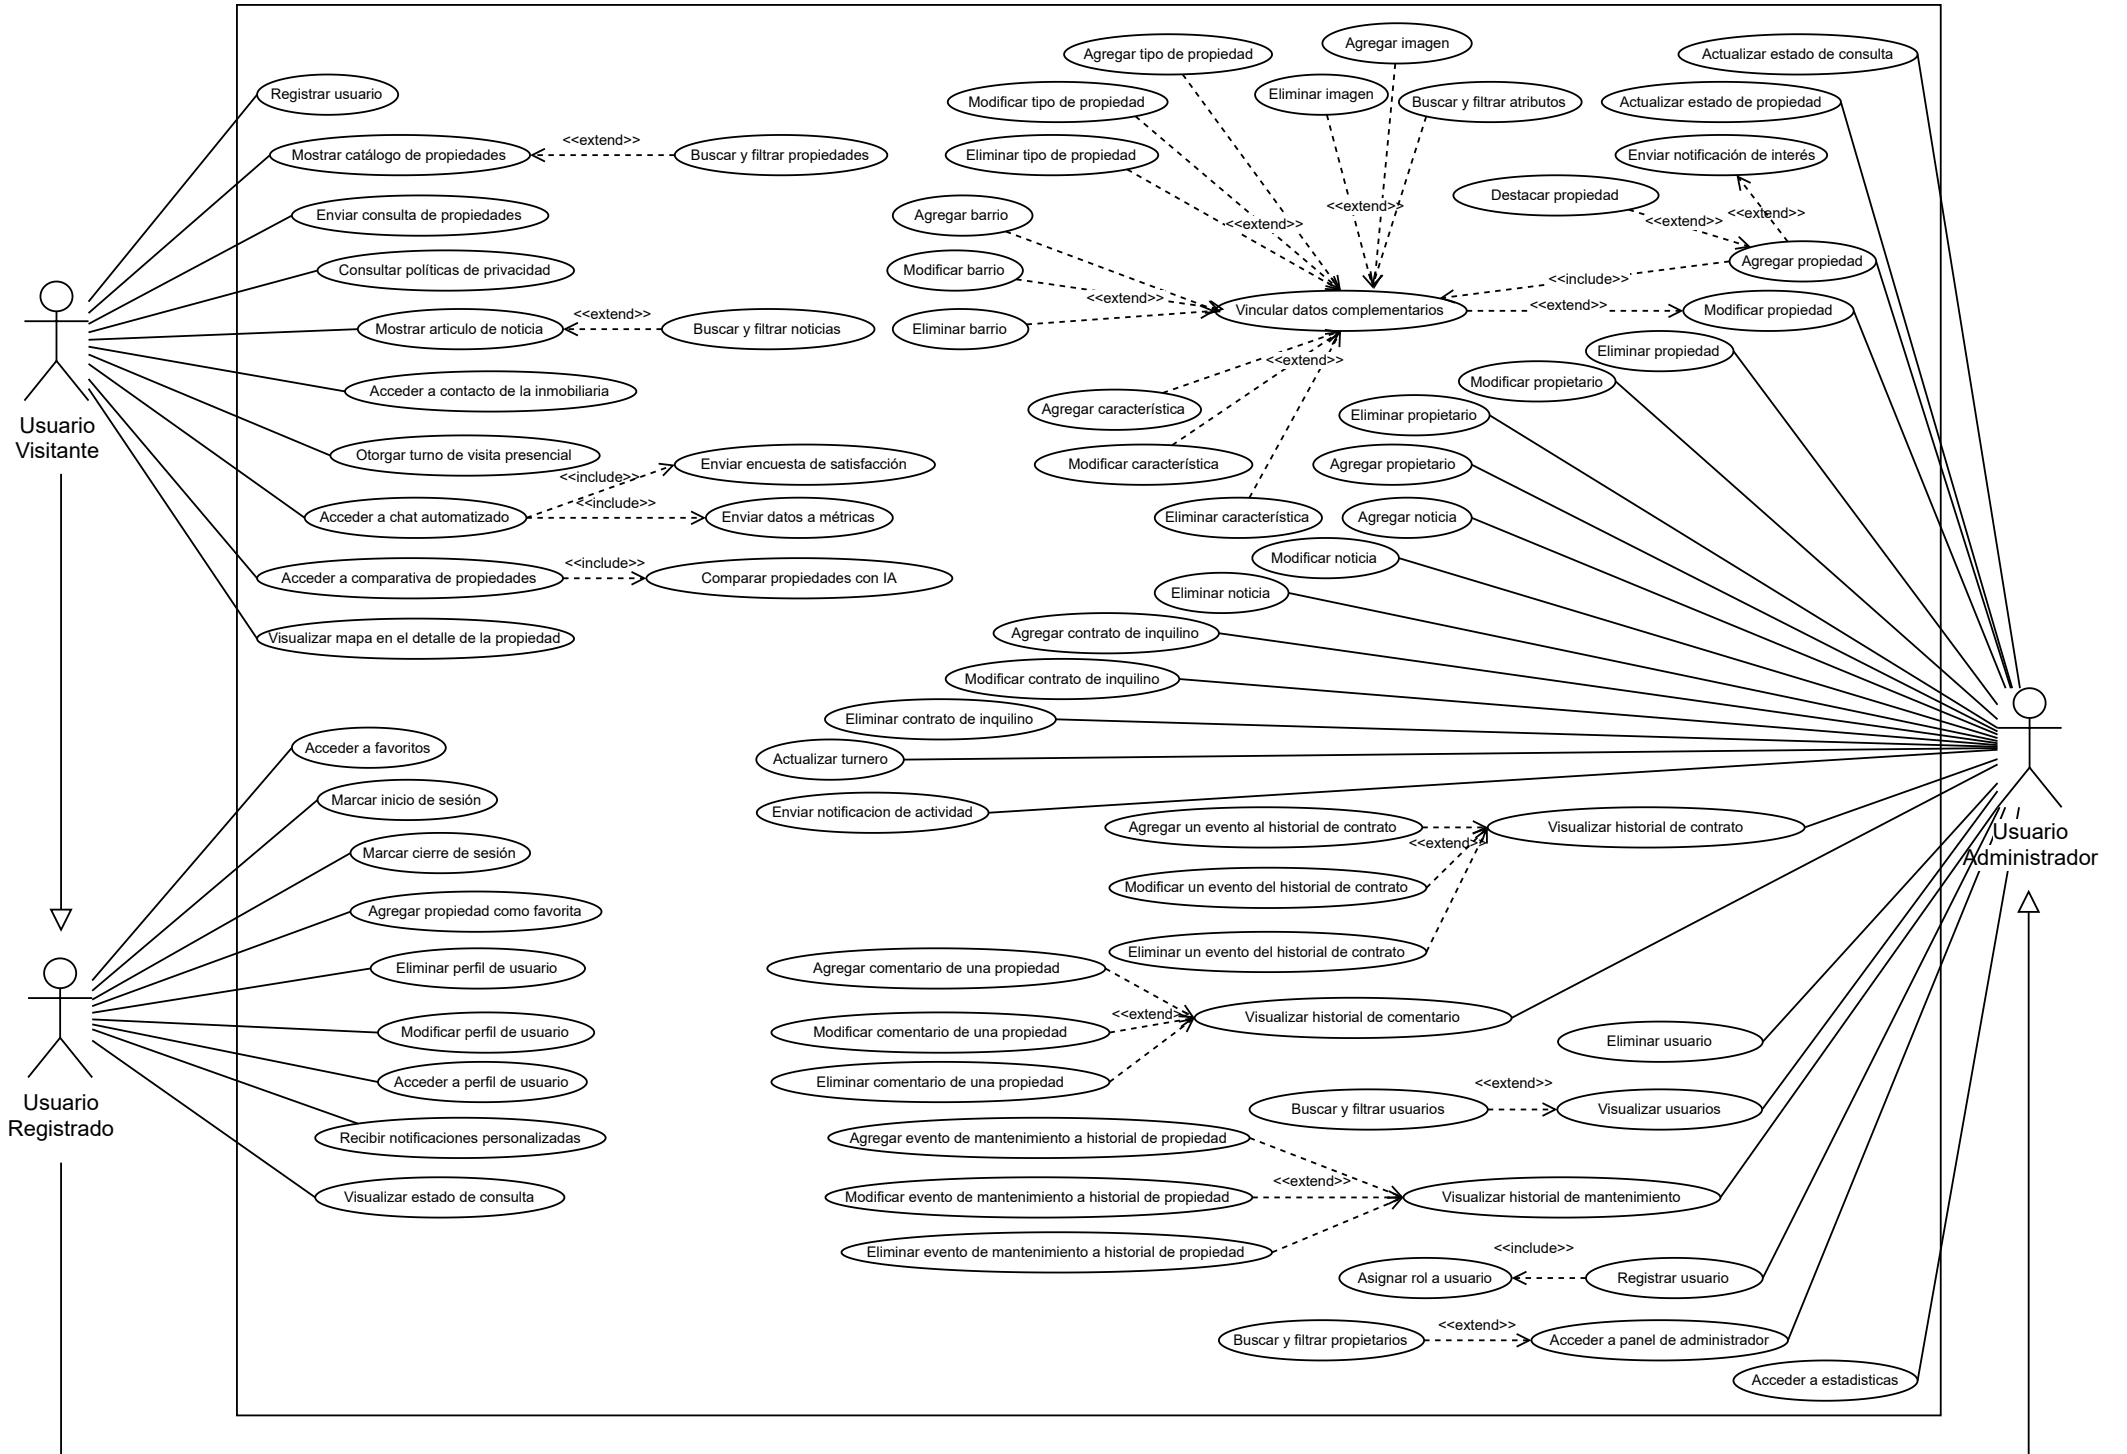 Registrar usuario
Mostrar catálogo de propiedades
<<extend>>
Buscar y filtrar propiedades
Enviar consulta de propiedades
Consultar políticas de privacidad
Mostrar articulo de noticia
<<extend>>
Buscar y filtrar noticias
Acceder a contacto de la inmobiliaria
Otorgar turno de visita presencial
Acceder a chat automatizado
<<include>>
Enviar encuesta de satisfacción
<<include>>
Enviar datos a métricas
Acceder a comparativa de propiedades
<<include>>
Comparar propiedades con IA
Visualizar mapa en el detalle de la propiedad
Usuario
Visitante
Acceder a favoritos
Marcar inicio de sesión
Marcar cierre de sesión
Agregar propiedad como favorita
Eliminar perfil de usuario
Modificar perfil de usuario
Acceder a perfil de usuario
Recibir notificaciones personalizadas
Visualizar estado de consulta
Usuario
Registrado
Agregar tipo de propiedad
Modificar tipo de propiedad
Eliminar tipo de propiedad
<<extend>>
Agregar imagen
Eliminar imagen
Buscar y filtrar atributos
<<extend>>
Agregar barrio
Modificar barrio
Eliminar barrio
<<extend>>
Vincular datos complementarios
<<extend>>
Agregar característica
Modificar característica
Eliminar característica
Actualizar estado de consulta
Actualizar estado de propiedad
Enviar notificación de interés
Destacar propiedad
<<extend>>
<<extend>>
Agregar propiedad
<<include>>
<<extend>>
Modificar propiedad
Eliminar propiedad
Modificar propietario
Eliminar propietario
Agregar propietario
Agregar noticia
Modificar noticia
Eliminar noticia
Agregar contrato de inquilino
Modificar contrato de inquilino
Eliminar contrato de inquilino
Actualizar turnero
Enviar notificacion de actividad
Agregar un evento al historial de contrato
<<extend>>
Visualizar historial de contrato
Modificar un evento del historial de contrato
Eliminar un evento del historial de contrato
Agregar comentario de una propiedad
<<extend>>
Visualizar historial de comentario
Modificar comentario de una propiedad
Eliminar comentario de una propiedad
Eliminar usuario
Buscar y filtrar usuarios
<<extend>>
Visualizar usuarios
Agregar evento de mantenimiento a historial de propiedad
Modificar evento de mantenimiento a historial de propiedad
<<extend>>
Visualizar historial de mantenimiento
Eliminar evento de mantenimiento a historial de propiedad
Asignar rol a usuario
<<include>>
Registrar usuario
Buscar y filtrar propietarios
<<extend>>
Acceder a panel de administrador
Acceder a estadisticas
Usuario
Administrador